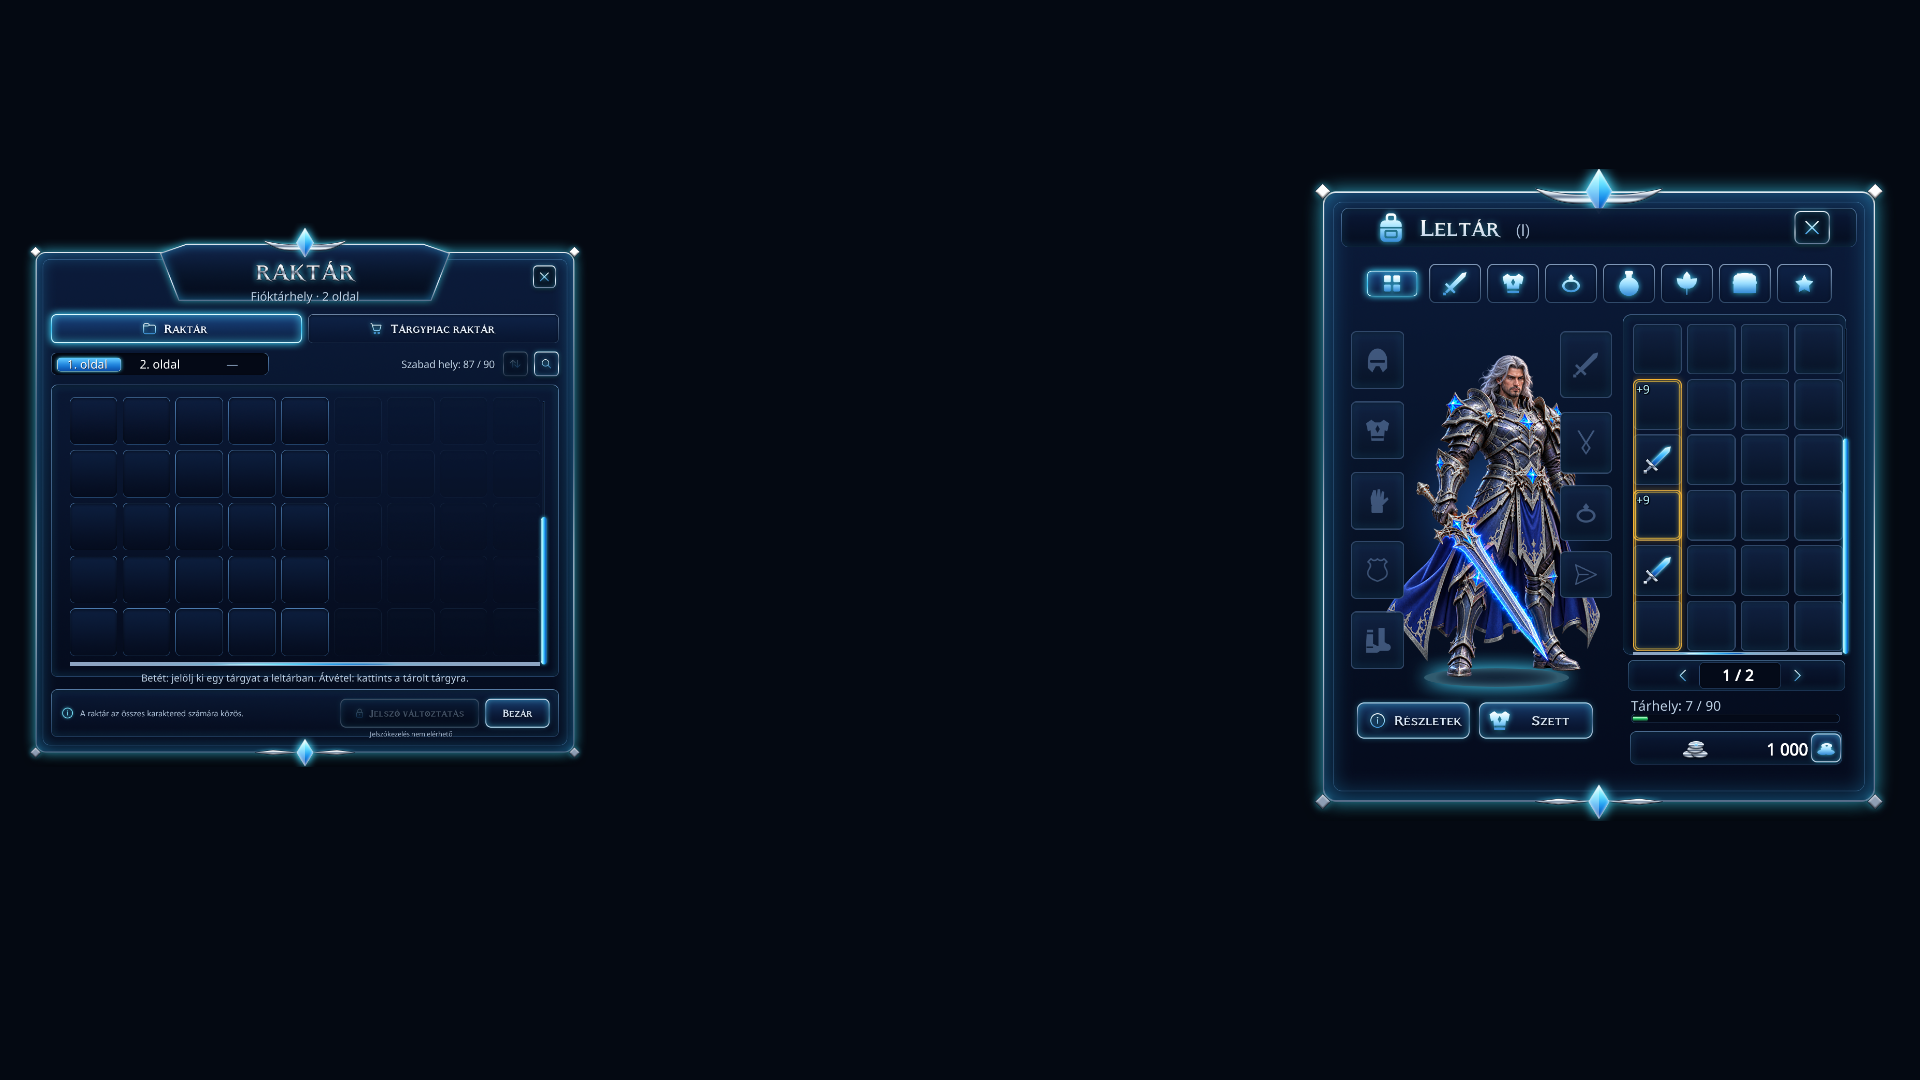 RAKTÁR
Fióktárhely · 2 oldal
RAKTÁR
TÁRGYPIAC RAKTÁR
1. oldal
2. oldal
—
Szabad hely: 87 / 90
Betét: jelölj ki egy tárgyat a leltárban. Átvétel: kattints a tárolt tárgyra.
A raktár az összes karaktered számára közös.
JELSZÓ VÁLTOZTATÁS
BEZÁR
Jelszókezelés nem elérhető
LELTÁR (I)
+9
+9
1 / 2
Tárhely: 7 / 90
RÉSZLETEK
SZETT
1 000